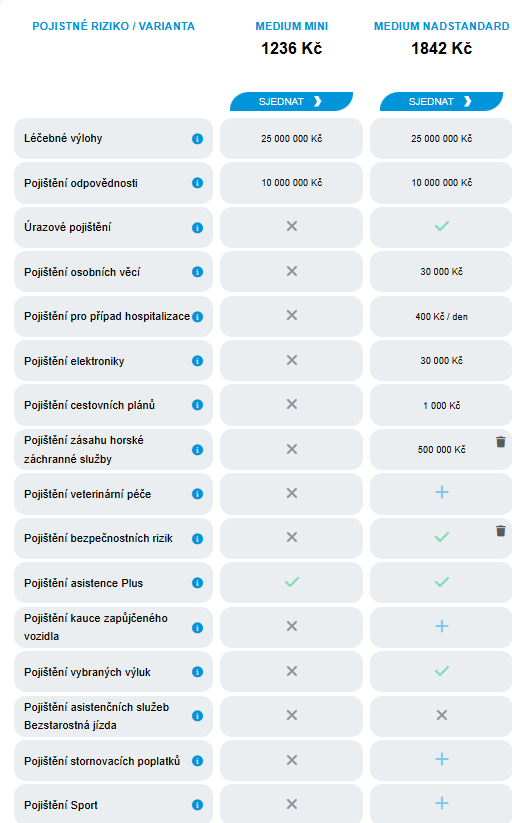 POJISTNÉ RIZIKO / VARIANTA MEDIUM MINI MEDIUM NADSTANDARD
1236 Kč 1842 Kč
SJEDNAT SJEDNAT
Léčebné výlohy 25 000 000 Kč 25 000 000 Kč
Pojištění odpovědnosti 10 000 000 Kč 10 000 000 Kč
Úrazové pojištění
Pojištění osobních věcí 30 000 Kč
Pojištění pro případ hospitalizace 400 Kč / den
Pojištění elektroniky 30 000 Kč
Pojištění cestovních plánů 1 000 Kč
Pojištění zásahu horské
záchranné služby 500 000 Kč
Pojištění veterinární péče
Pojištění bezpečnostních rizik
Pojištění asistence Plus
Pojištění kauce zapůjčeného
vozidla
Pojištění vybraných výluk
Pojištění asistenčních služeb
Bezstarostná jízda
Pojištění stornovacích poplatků
Pojištění Sport